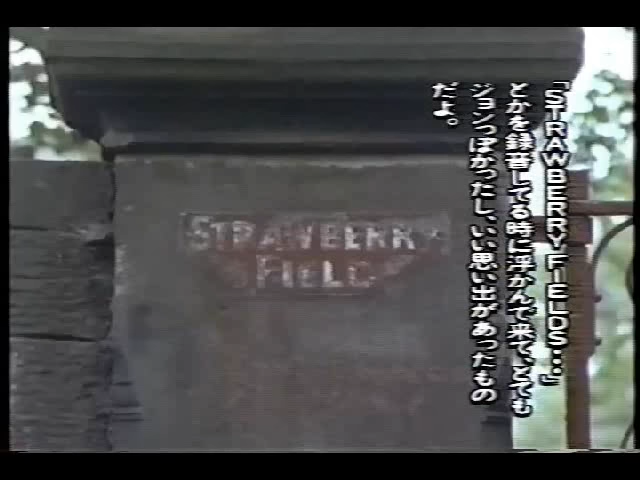 「STRAWBERRY FIELDS…」
とかを録音してる時に浮かんで来て、とても
ジョンっぽかったし、いい思い出があったもの
だよ。
STRAWBERRY
FIELD